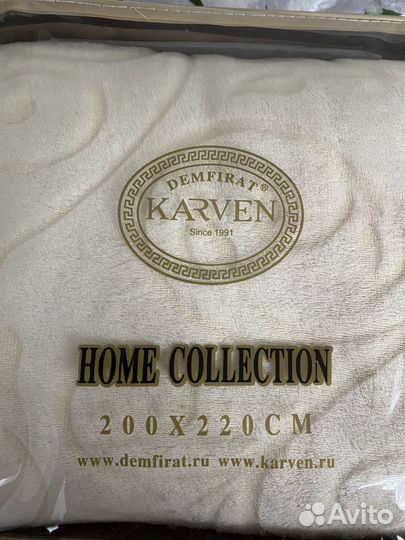 DEMFIRAT®
KARVEN
Since 1991
HOME COLLECTION
200X220CM
www.demfirat.ru www.karven.ru
Avito